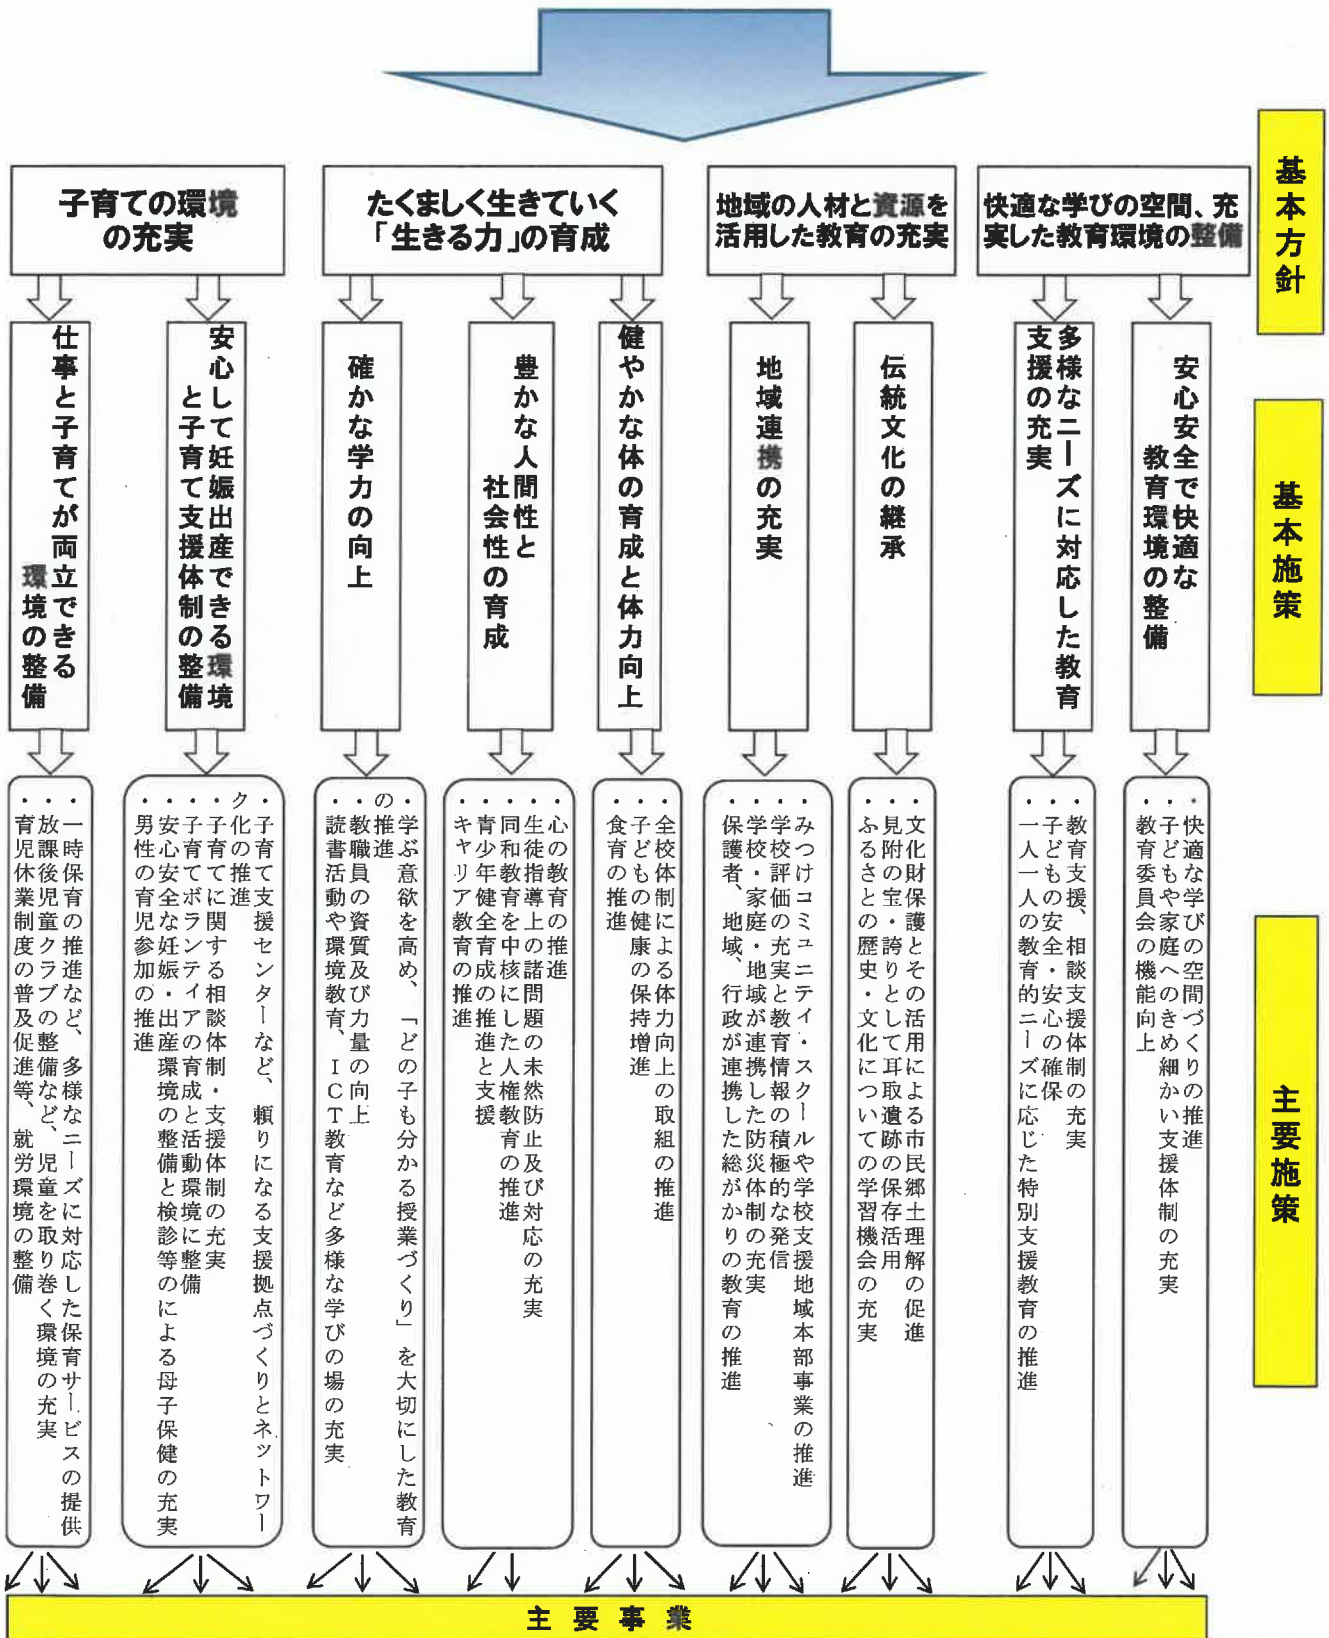 基本方針
子育ての環境
の充実
たくましく生きていく
「生きる力」の育成
地域の人材と資源を
活用した教育の充実
快適な学びの空間、充
実した教育環境の整備
基本施策
安心安全で快適な
教育環境の整備
多様なニーズに対応した教育
支援の充実
伝統文化の継承
地域連携の充実
健やかな体の育成と体力向上
豊かな人間性と
社会性の育成
確かな学力の向上
安心して妊娠出産できる環境
と子育て支援体制の整備
仕事と子育てが両立できる
環境の整備
主要施策
・快適な学びの空間づくりの推進
・子どもや家庭へのきめ細かい支援体制の充実
・教育委員会の機能向上
・教育支援、相談支援体制の充実
・子どもの安全・安心の確保
・一人一人の教育的ニーズに応じた特別支援教育の推進
・文化財保護とその活用による市民郷土理解の促進
・見附の宝・誇りとして耳取遺跡の保存活用
・ふるさとの歴史・文化についての学習機会の充実
・みつけコミュニティ・スクールや学校支援地域本部事業の推進
・学校評価の充実と教育情報の積極的な発信
・学校・家庭・地域が連携した防災体制の充実
・保護者、地域、行政が連携した総がかりの教育の推進
・全校体制による体力向上の取組の推進
・子どもの健康の保持増進
・食育の推進
・心の教育の推進
・生徒指導上の諸問題の未然防止及び対応の充実
・同和教育を中核にした人権教育の推進
・青少年健全育成の推進と支援
・キャリア教育の推進
・学ぶ意欲を高め、「どの子も分かる授業づくり」を大切にした教育
の推進
・教職員の資質及び力量の向上
・読書活動や環境教育、ICT教育など多様な学びの場の充実
・子育て支援センターなど、頼りになる支援拠点づくりとネットワー
ク化の推進
・子育てに関する相談体制・支援体制の充実
・子育てボランティアの育成と活動環境に整備
・安心安全な妊娠・出産環境の整備と検診等のによる母子保健の充実
・男性の育児参加の推進
・一時保育の推進など、多様なニーズに対応した保育サービスの提供
・放課後児童クラブの整備など、児童を取り巻く環境の充実
・育児休業制度の普及促進等、就労環境の整備
主要事業